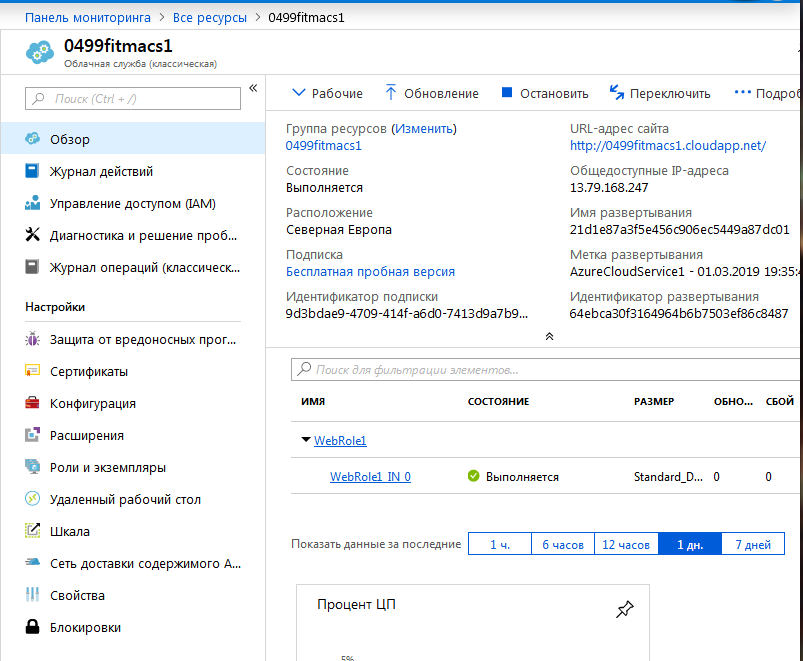 Панель мониторинга > Все ресурсы > 0499fitmacs1
0499fitmacs1
Облачная служба (классическая)
Поиск (Ctrl + /)
«
Обзор
Журнал действий
Управление доступом (IAM)
Диагностика и решение проб...
Журнал операций (классическ...
Настройки
Защита от вредоносных прог...
Сертификаты
Конфигурация
Расширения
Роли и экземпляры
Удаленный рабочий стол
Шкала
Сеть доставки содержимого A...
Свойства
Блокировки
Рабочие Обновление Остановить Переключить ••• Подроб
Группа ресурсов (Изменить)
0499fitmacs1
Состояние
Выполняется
Расположение
Северная Европа
Подписка
Бесплатная пробная версия
Идентификатор подписки
9d3bdae9-4709-414f-a6d0-7413d9a7b9...
URL-адрес сайта
http://0499fitmacs1.cloudapp.net/
Общедоступные IP-адреса
13.79.168.247
Имя развертывания
21d1e87a3f5e456c906ec5449a87dc01
Метка развертывания
AzureCloudService1 - 01.03.2019 19:35:4
Идентификатор развертывания
64ebca30f3164964b6b7503ef86c8487
Поиск для фильтрации элементов...
ИМЯ СОСТОЯНИЕ РАЗМЕР ОБНО... СБОЙ
WebRole1
WebRole1_IN_0 Выполняется Standard_D... 0 0
Показать данные за последние 1 ч. 6 часов 12 часов 1 дн. 7 дней
Процент ЦП
5%